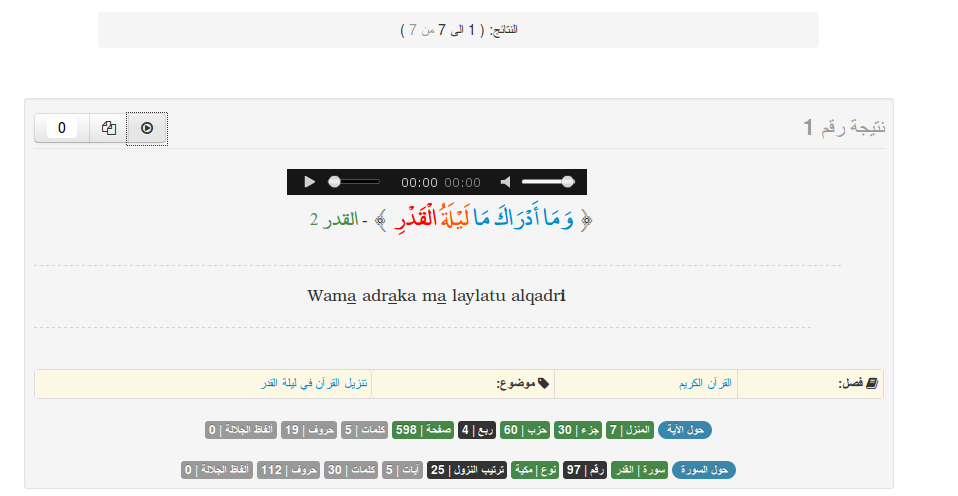 النتائج: ( 1 الى 7 من 7 )
نتيجة رقم 1
0
00:00 00:00
﴿ وَمَا أَدْرَاكَ مَا لَيْلَةُ الْقَدْرِ ﴾ - القدر 2
Wama adraka ma laylatu alqadri
فصل: القرآن الكريم موضوع: تنزيل القرآن في ليلة القدر
حول الآية المنزل | 7 جزء | 30 حزب | 60 ربع | 4 صفحة | 598 كلمات | 5 حروف | 19 ألفاظ الجلالة | 0
حول السورة سورة | القدر رقم | 97 نوع | مكية ترتيب النزول | 25 آيات | 5 كلمات | 30 حروف | 112 ألفاظ الجلالة | 0